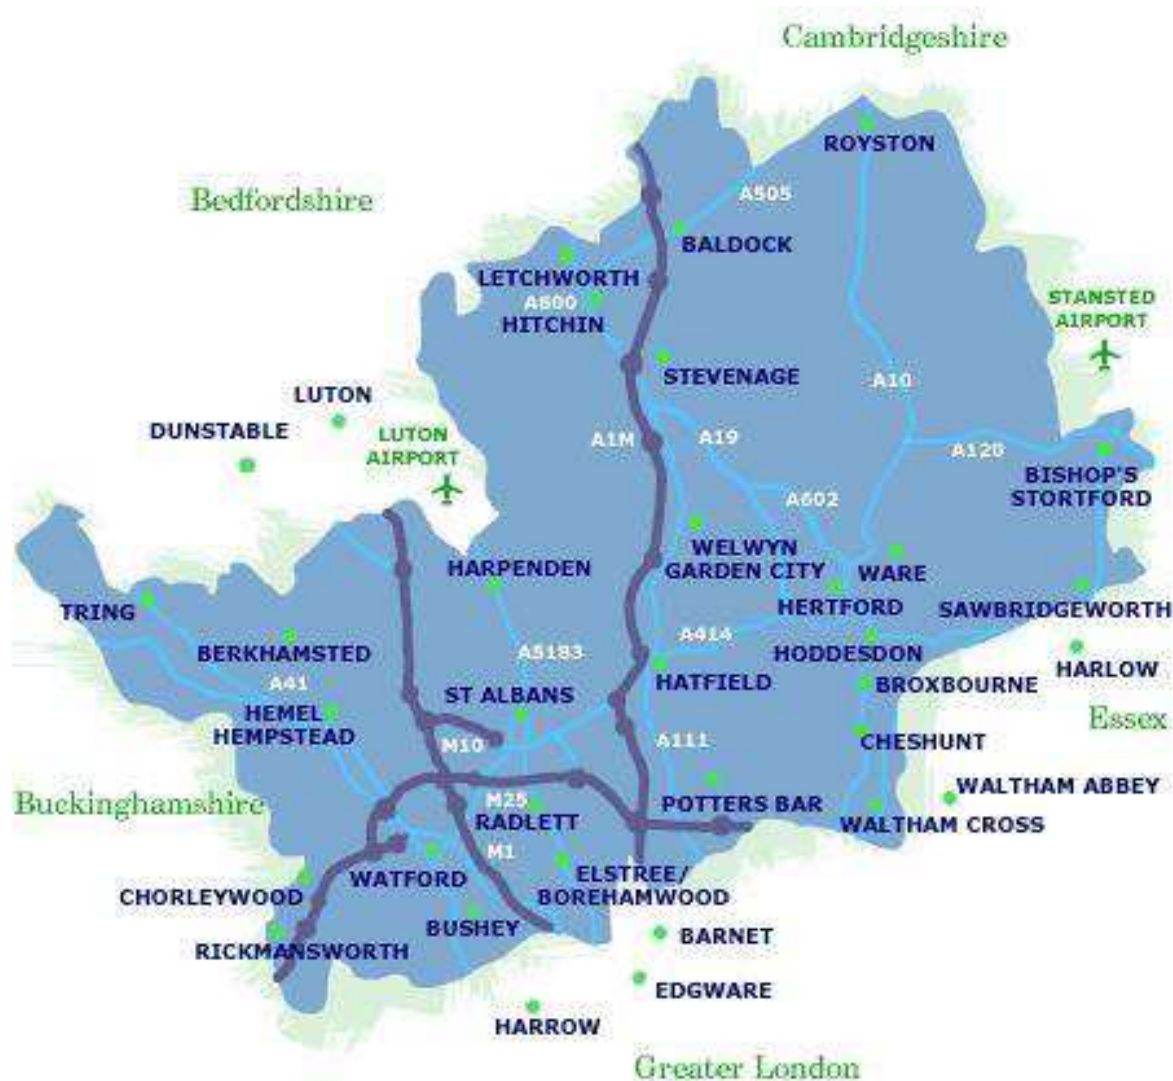 Cambridgeshire
ROYSTON
Bedfordshire
A505
BALDOCK
LETCHWORTH
A600
HITCHIN
STANSTED
AIRPORT
STEVENAGE
A10
LUTON
DUNSTABLE
LUTON
AIRPORT
A1M
A19
A120
BISHOP'S
STORTFORD
A602
WELWYN
GARDEN CITY
WARE
HARPENDEN
HERTFORD
SAWBRIDGEWORTH
TRING
A414
HODDESDON
BERKHAMSTED
A5183
HARLOW
HATFIELD
BROXBOURNE
A41
ST ALBANS
HEMEL
HEMPSTEAD
Essex
M10
A111
CHESHUNT
WALTHAM ABBEY
Buckinghamshire
M25
RADLETT
POTTERS BAR
WALTHAM CROSS
M1
WATFORD
ELSTREE/
BOREHAMWOOD
CHORLEYWOOD
BUSHEY
RICKMANSWORTH
BARNET
EDGWARE
HARROW
Greater London